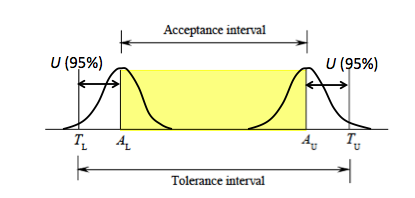 Acceptance interval
U (95%)
U (95%)
T_L
A_L
A_U
T_U
Tolerance interval